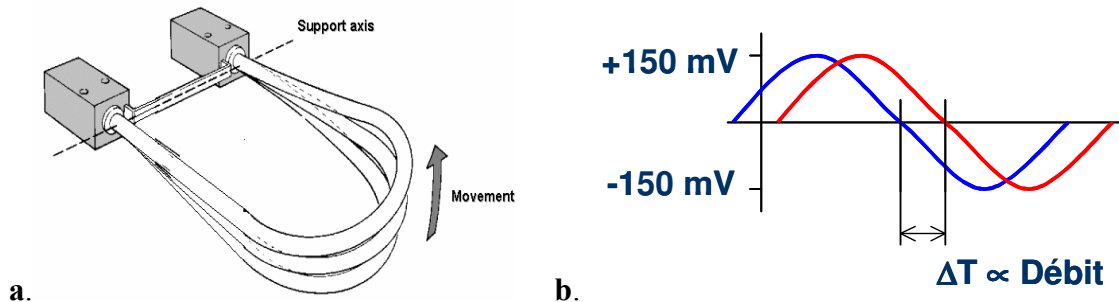 Support axis
Movement
a.
+150 mV
-150 mV
ΔT ∝ Débit
b.